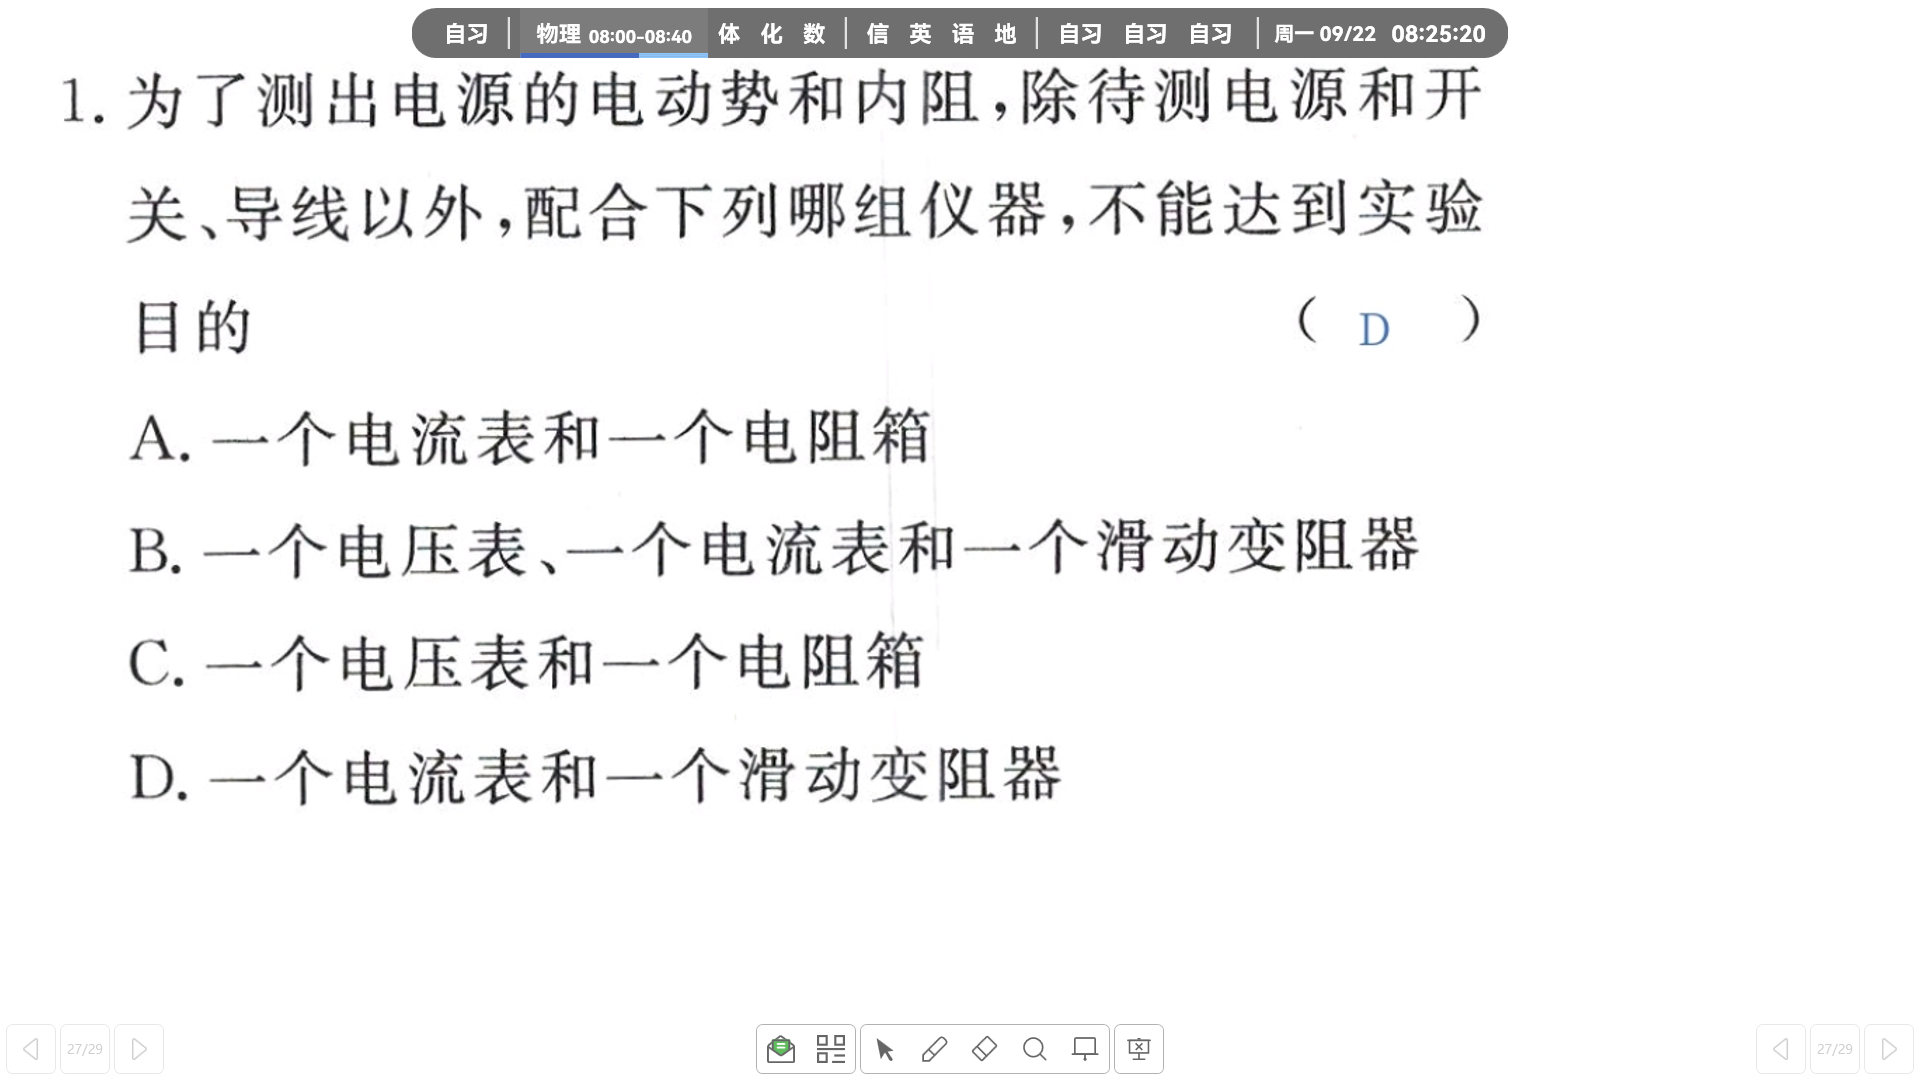 自习 物理 08:00-08:40 体 化 数 信 英 语 地 自习 自习 自习 周一 09/22 08:25:20
1. 为了测出电源的电动势和内阻,除待测电源和开
关、导线以外,配合下列哪组仪器,不能达到实验
目的 ( D )
A. 一个电流表和一个电阻箱
B. 一个电压表、一个电流表和一个滑动变阻器
C. 一个电压表和一个电阻箱
D. 一个电流表和一个滑动变阻器
27/29 27/29